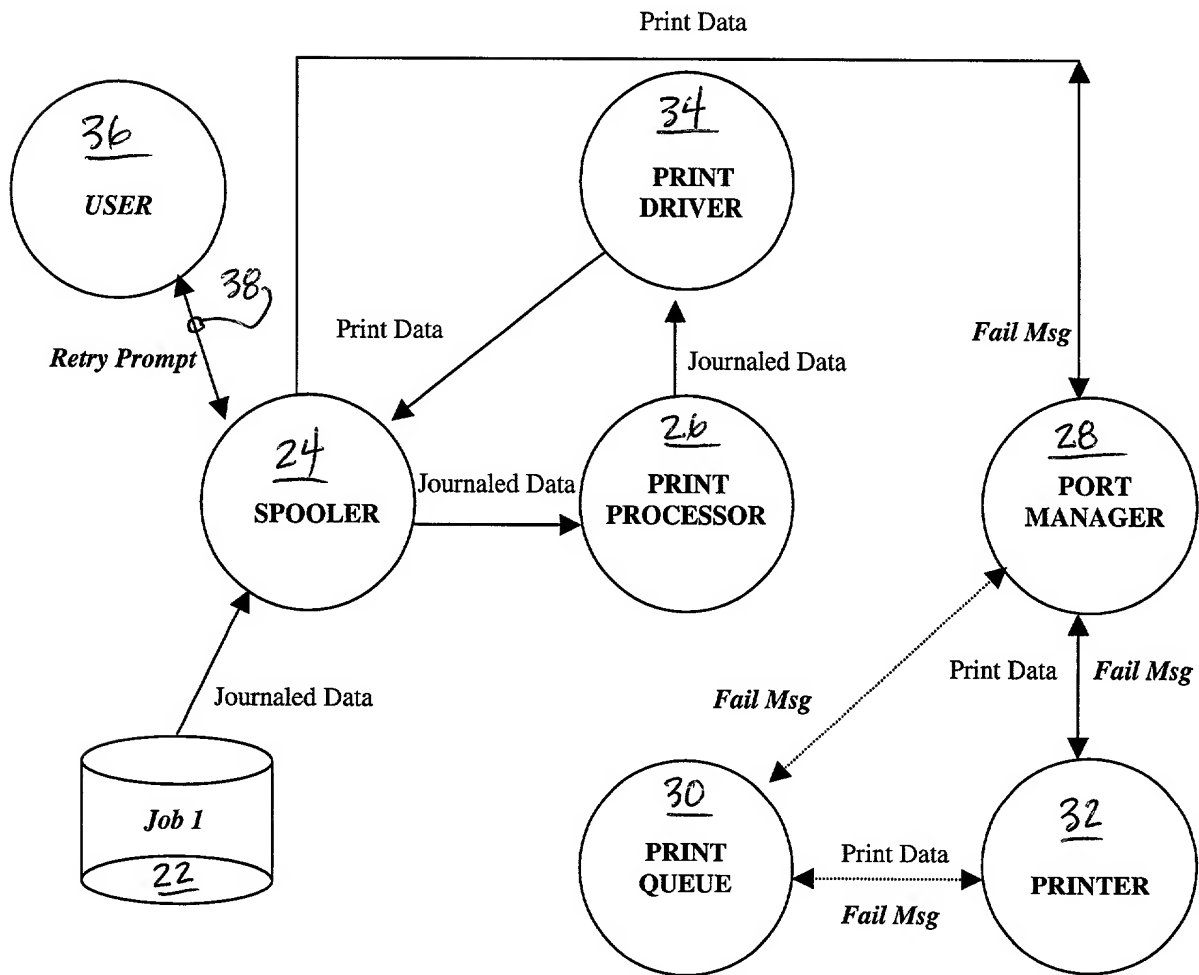 Print Data
36
USER
34
PRINT
DRIVER
38
Print Data
Retry Prompt
Fail Msg
Journaled Data
24
SPOOLER
Journaled Data
26
PRINT
PROCESSOR
28
PORT
MANAGER
Journaled Data
Fail Msg
Print Data
Fail Msg
Job 1
22
30
PRINT
QUEUE
Print Data
Fail Msg
32
PRINTER